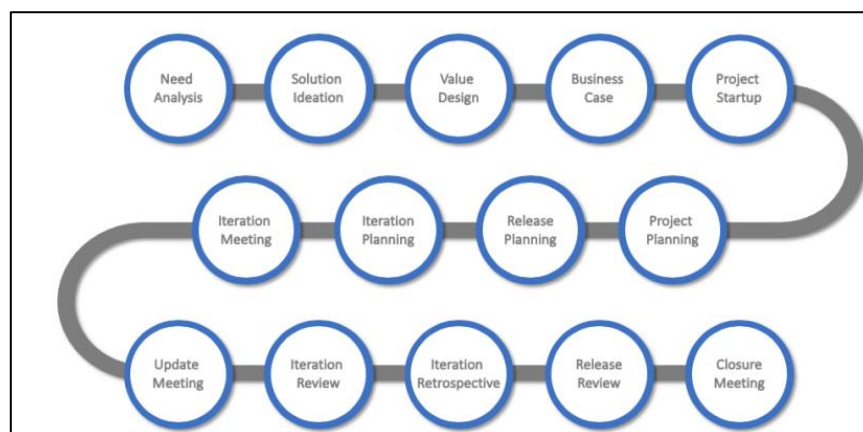 Need
Analysis
Solution
Ideation
Value
Design
Business
Case
Project
Startup
Iteration
Meeting
Iteration
Planning
Release
Planning
Project
Planning
Update
Meeting
Iteration
Review
Iteration
Retrospective
Release
Review
Closure
Meeting